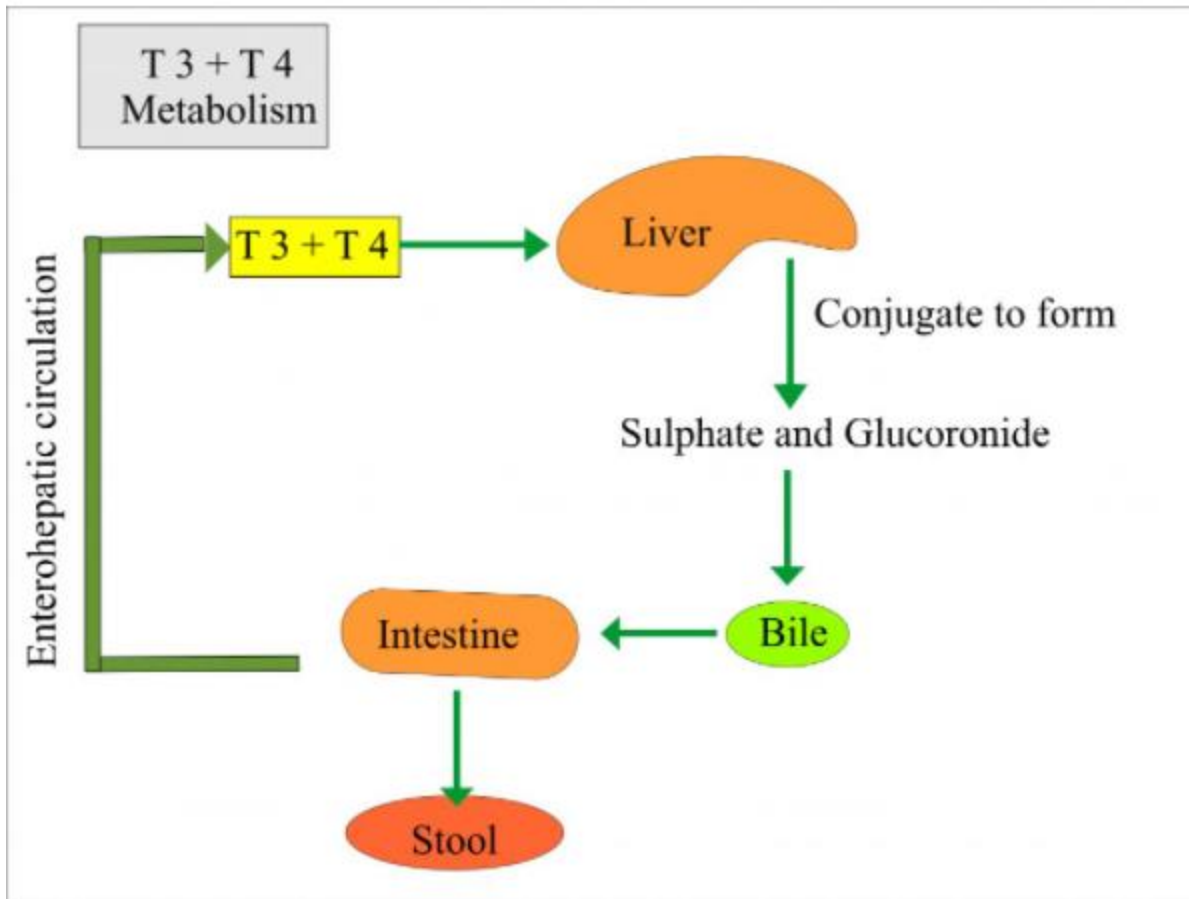 T 3 + T 4
Metabolism
T 3 + T 4
Liver
Conjugate to form
Sulphate and Glucoronide
Bile
Intestine
Stool
Enterohepatic circulation